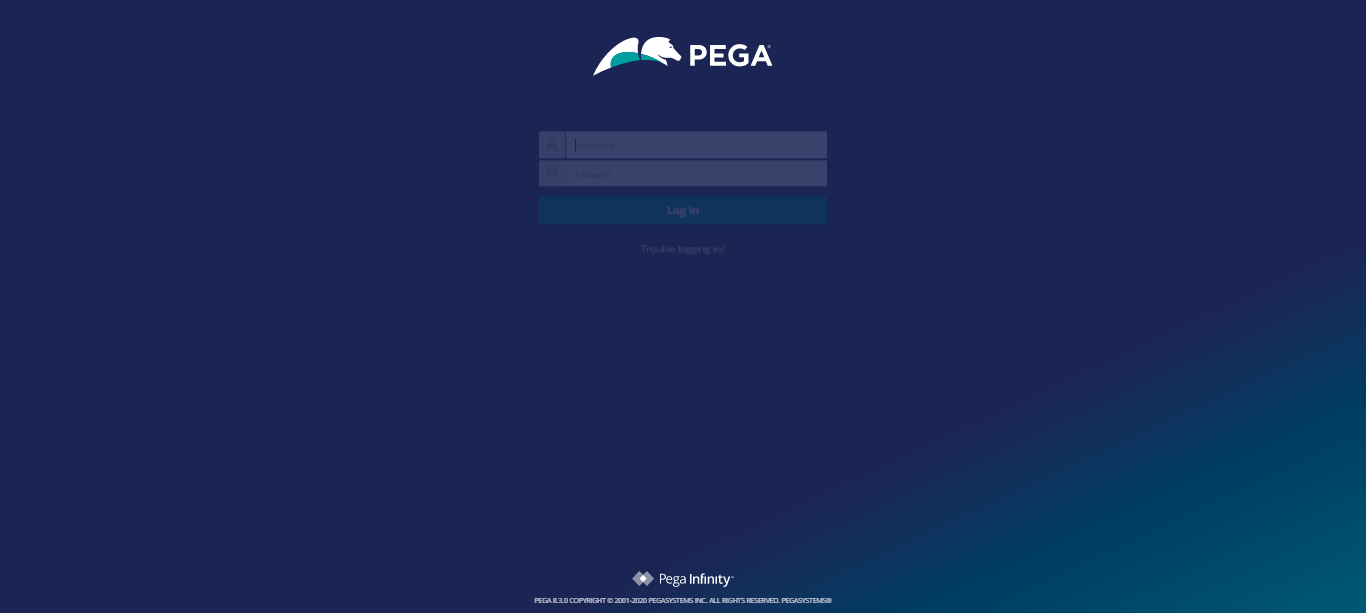 PEGA
User name
Password
Log in
Trouble logging in?
Pega Infinity™
PEGA 8.3.0 COPYRIGHT © 2001-2020 PEGASYSTEMS INC. ALL RIGHTS RESERVED. PEGASYSTEMS®